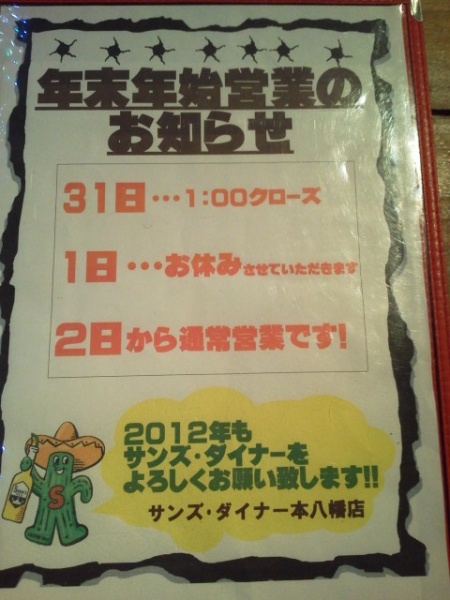 年末年始営業の
お知らせ
31日・・・1:00クローズ
1日・・・お休みさせていただきます
2日から通常営業です!
2012年も
サンズ・ダイナーを
よろしくお願い致します!!
サンズ・ダイナー本八幡店
S